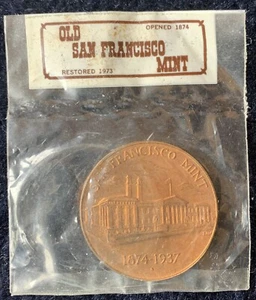 OLD
OPENED 1874
SAN FRANCISCO
RESTORED 1973
MINT
FRANCISCO MINT
1874-1937